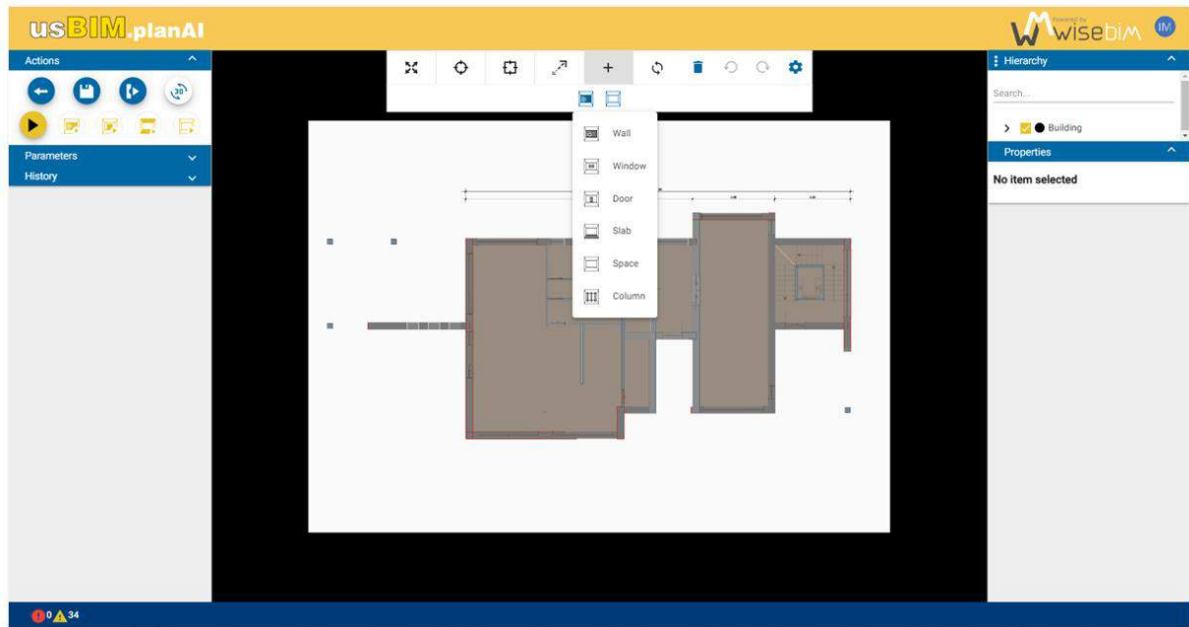 usBIM.planAI
Powered by
wisebim
IM
Actions
Hierarchy
3D
Search...
Building
Parameters
Properties
History
No item selected
Wall
Window
Door
Slab
Space
Column
0 34